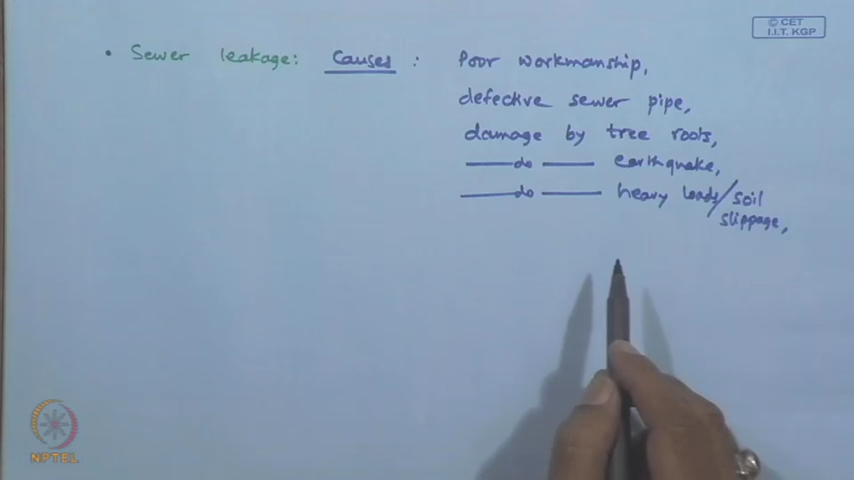 © CET
I.I.T. KGP
• Sewer leakage: Causes : Poor workmanship,
defective sewer pipe,
damage by tree roots,
—do— earthquake,
—do— heavy loads/soil
slippage,
NPTEL